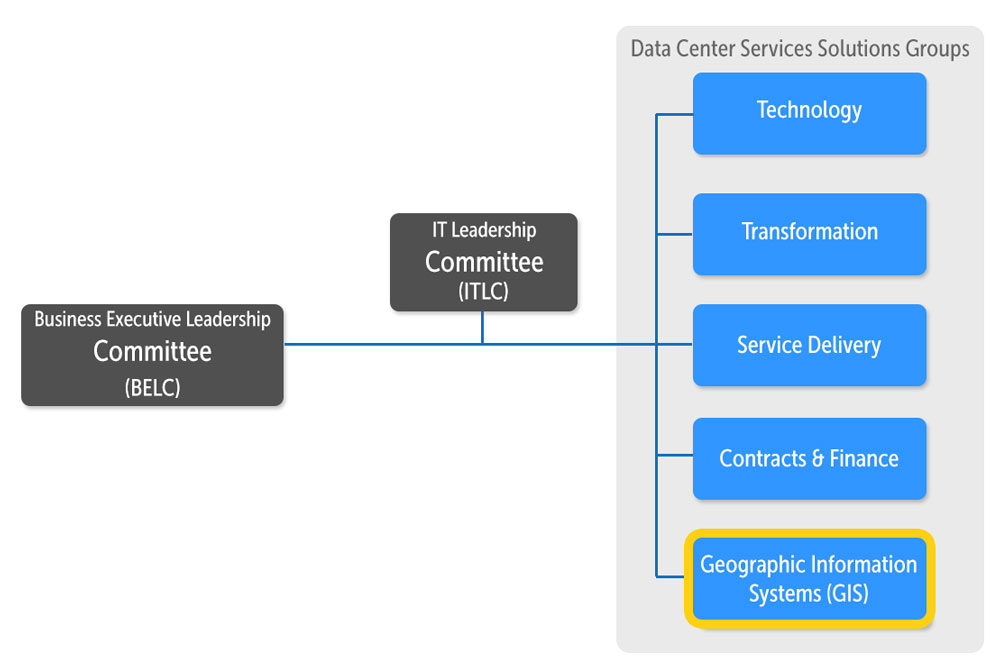 Data Center Services Solutions Groups
Technology
Transformation
Service Delivery
Contracts & Finance
Geographic Information
Systems (GIS)
IT Leadership
Committee
(ITLC)
Business Executive Leadership
Committee
(BELC)